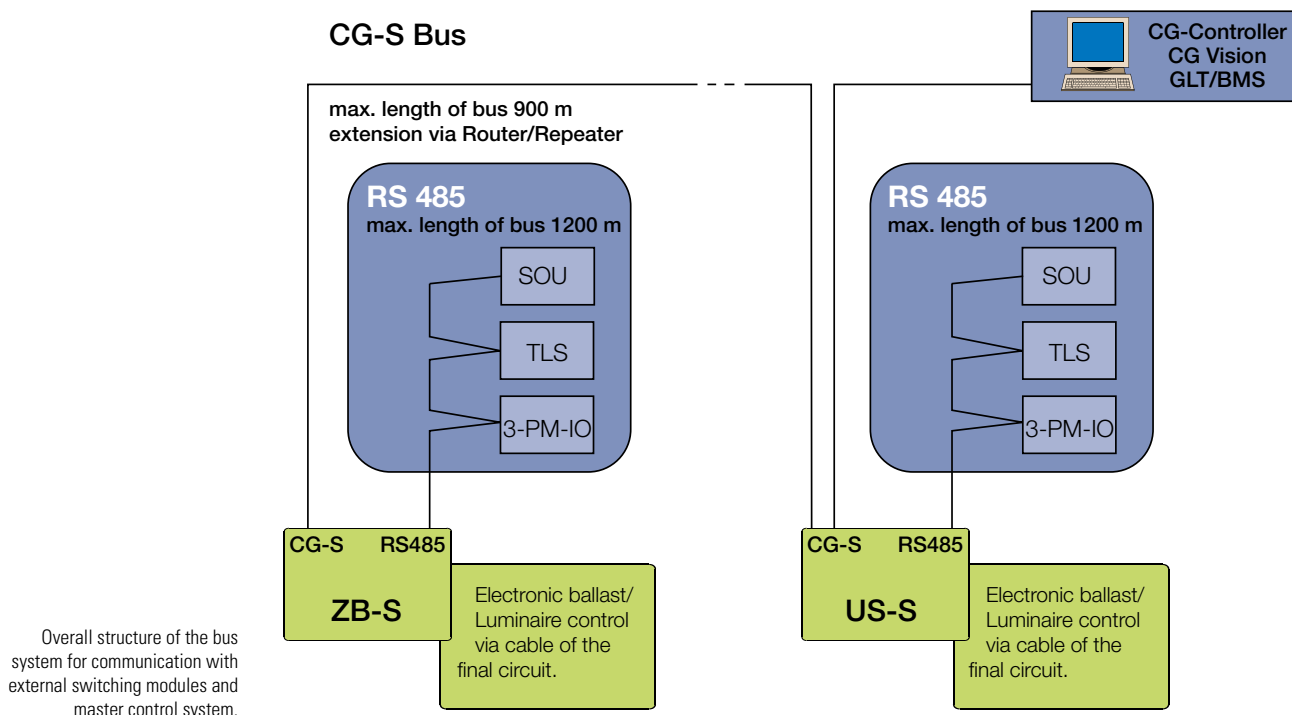 CG-S Bus
CG-Controller
CG Vision
GLT/BMS
max. length of bus 900 m
extension via Router/Repeater
RS 485
max. length of bus 1200 m
SOU
TLS
3-PM-IO
RS 485
max. length of bus 1200 m
SOU
TLS
3-PM-IO
CG-S RS485
ZB-S
Electronic ballast/
Luminaire control
via cable of the
final circuit.
CG-S RS485
US-S
Electronic ballast/
Luminaire control
via cable of the
final circuit.
Overall structure of the bus
system for communication with
external switching modules and
master control system.